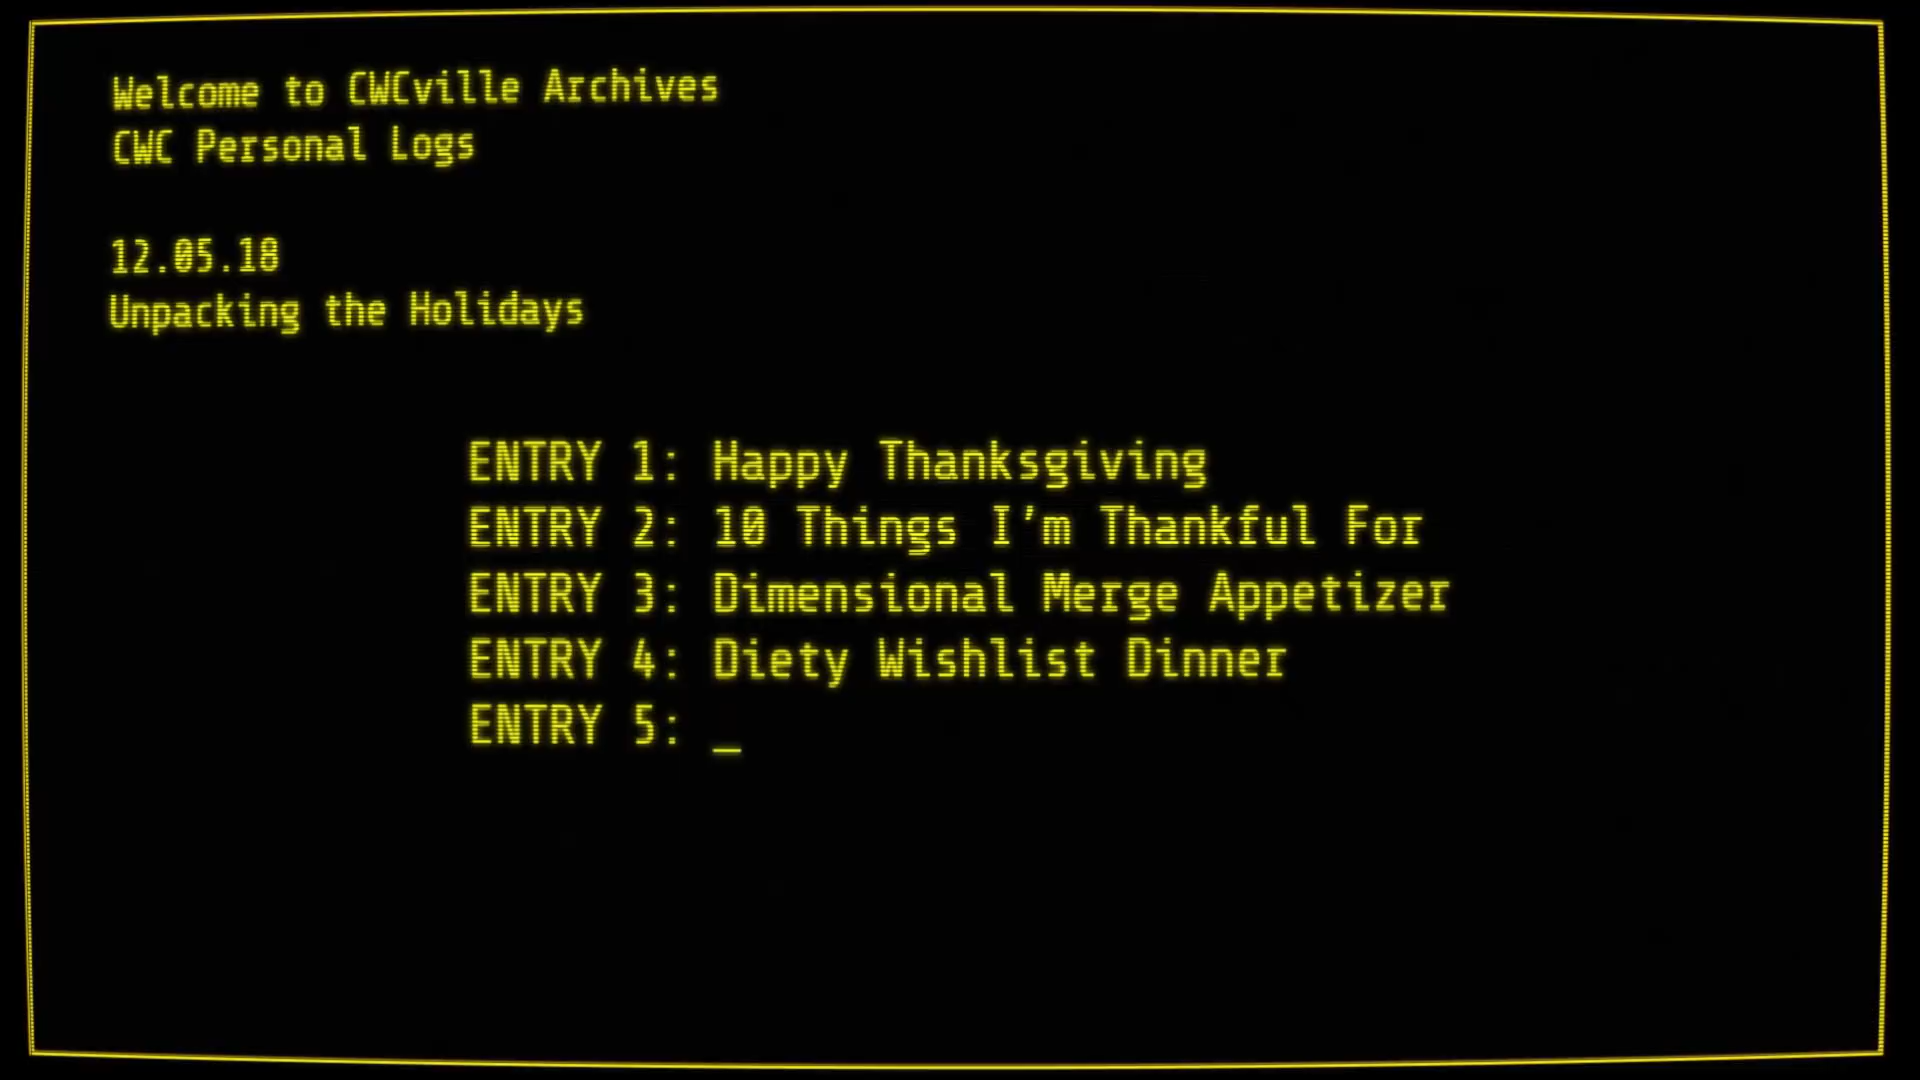 Welcome to CWCville Archives
CWC Personal Logs
12.05.18
Unpacking the Holidays
ENTRY 1: Happy Thanksgiving
ENTRY 2: 10 Things I'm Thankful For
ENTRY 3: Dimensional Merge Appetizer
ENTRY 4: Diety Wishlist Dinner
ENTRY 5: _